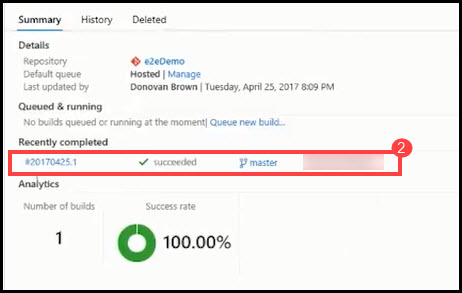 Summary History Deleted
Details
Repository e2eDemo
Default queue Hosted | Manage
Last updated by Donovan Brown | Tuesday, April 25, 2017 8:09 PM
Queued & running
No builds queued or running at the moment| Queue new build...
Recently completed
2
#20170425.1 succeeded master
Analytics
Number of builds Success rate
1 100.00%